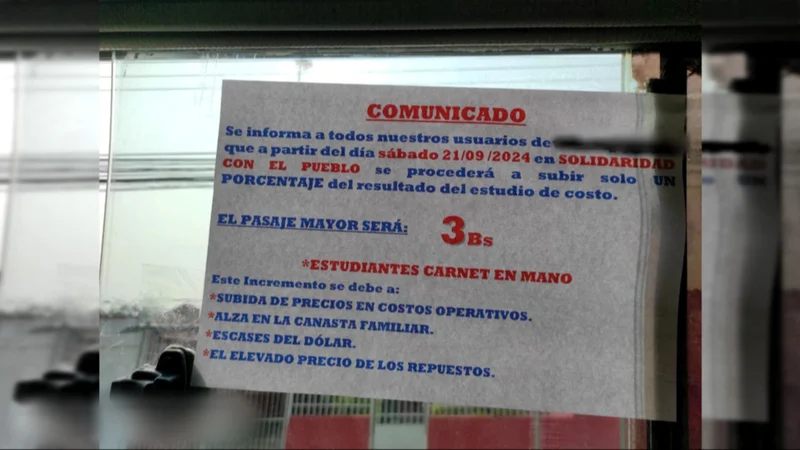 COMUNICADO
Se informa a todos nuestros usuarios de
que a partir del día sábado 21/09 /2024 en SOLIDARIDAD
CON EL PUEBLO se procederá a subir solo UN
PORCENTAJE del resultado del estudio de costo.
EL PASAJE MAYOR SERÁ: 3Bs
*ESTUDIANTES CARNET EN MANO
Este Incremento se debe a:
*SUBIDA DE PRECIOS EN COSTOS OPERATIVOS.
*ALZA EN LA CANASTA FAMILIAR.
*ESCASES DEL DÓLAR.
*EL ELEVADO PRECIO DE LOS REPUESTOS.